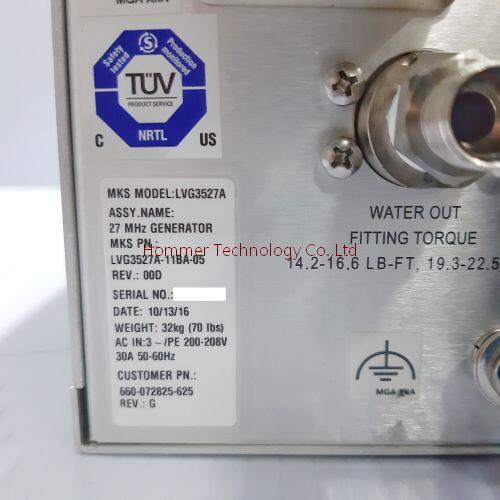 Safety tested
Production monitored
TÜV
PRODUCT SERVICE
NRTL
C US
MKS MODEL:LVG3527A
ASSY.NAME:
27 MHz GENERATOR
MKS PN.:
LVG3527A-11BA-05
REV.: 00D
SERIAL NO.:
DATE: 10/13/16
WEIGHT: 32kg (70 lbs)
AC IN:3 ~ /PE 200-208V
30A 50-60Hz
CUSTOMER PN.:
660-072825-625
REV.: G
WATER OUT
FITTING TORQUE
14.2-16.6 LB-FT, 19.3-22.5
Hommer Technology Co.,Ltd